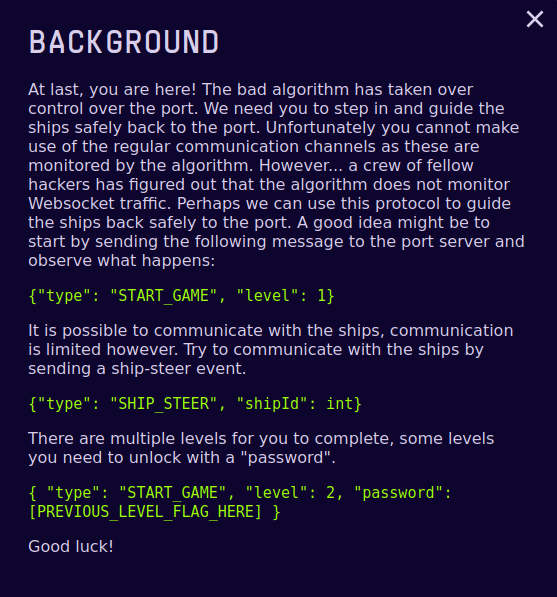 BACKGROUND
At last, you are here! The bad algorithm has taken over
control over the port. We need you to step in and guide the
ships safely back to the port. Unfortunately you cannot make
use of the regular communication channels as these are
monitored by the algorithm. However... a crew of fellow
hackers has figured out that the algorithm does not monitor
Websocket traffic. Perhaps we can use this protocol to guide
the ships back safely to the port. A good idea might be to
start by sending the following message to the port server and
observe what happens:
{"type": "START_GAME", "level": 1}
It is possible to communicate with the ships, communication
is limited however. Try to communicate with the ships by
sending a ship-steer event.
{"type": "SHIP_STEER", "shipId": int}
There are multiple levels for you to complete, some levels
you need to unlock with a "password".
{ "type": "START_GAME", "level": 2, "password":
[PREVIOUS_LEVEL_FLAG_HERE] }
Good luck!